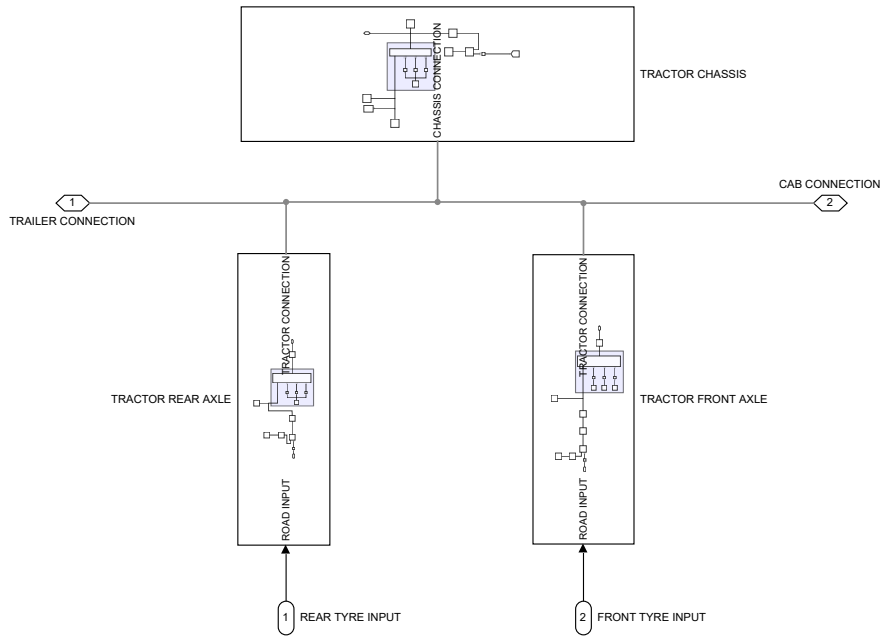 CHASSIS CONNECTION
TRACTOR CHASSIS
CAB CONNECTION
1
2
TRAILER CONNECTION
TRACTOR CONNECTION
TRACTOR CONNECTION
TRACTOR REAR AXLE
TRACTOR FRONT AXLE
ROAD INPUT
ROAD INPUT
1 REAR TYRE INPUT
2 FRONT TYRE INPUT